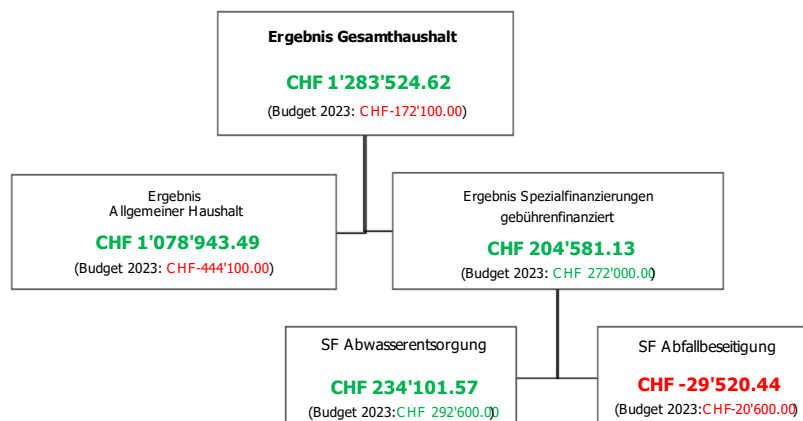 Ergebnis Gesamthaushalt
CHF 1'283'524.62
(Budget 2023: CHF-172'100.00)
Ergebnis
Allgemeiner Haushalt
CHF 1'078'943.49
(Budget 2023: CHF-444'100.00)
Ergebnis Spezialfinanzierungen
gebührenfinanziert
CHF 204'581.13
(Budget 2023: CHF 272'000.00)
SF Abwasserentsorgung
CHF 234'101.57
(Budget 2023:CHF 292'600.00)
SF Abfallbeseitigung
CHF -29'520.44
(Budget 2023:CHF-20'600.00)